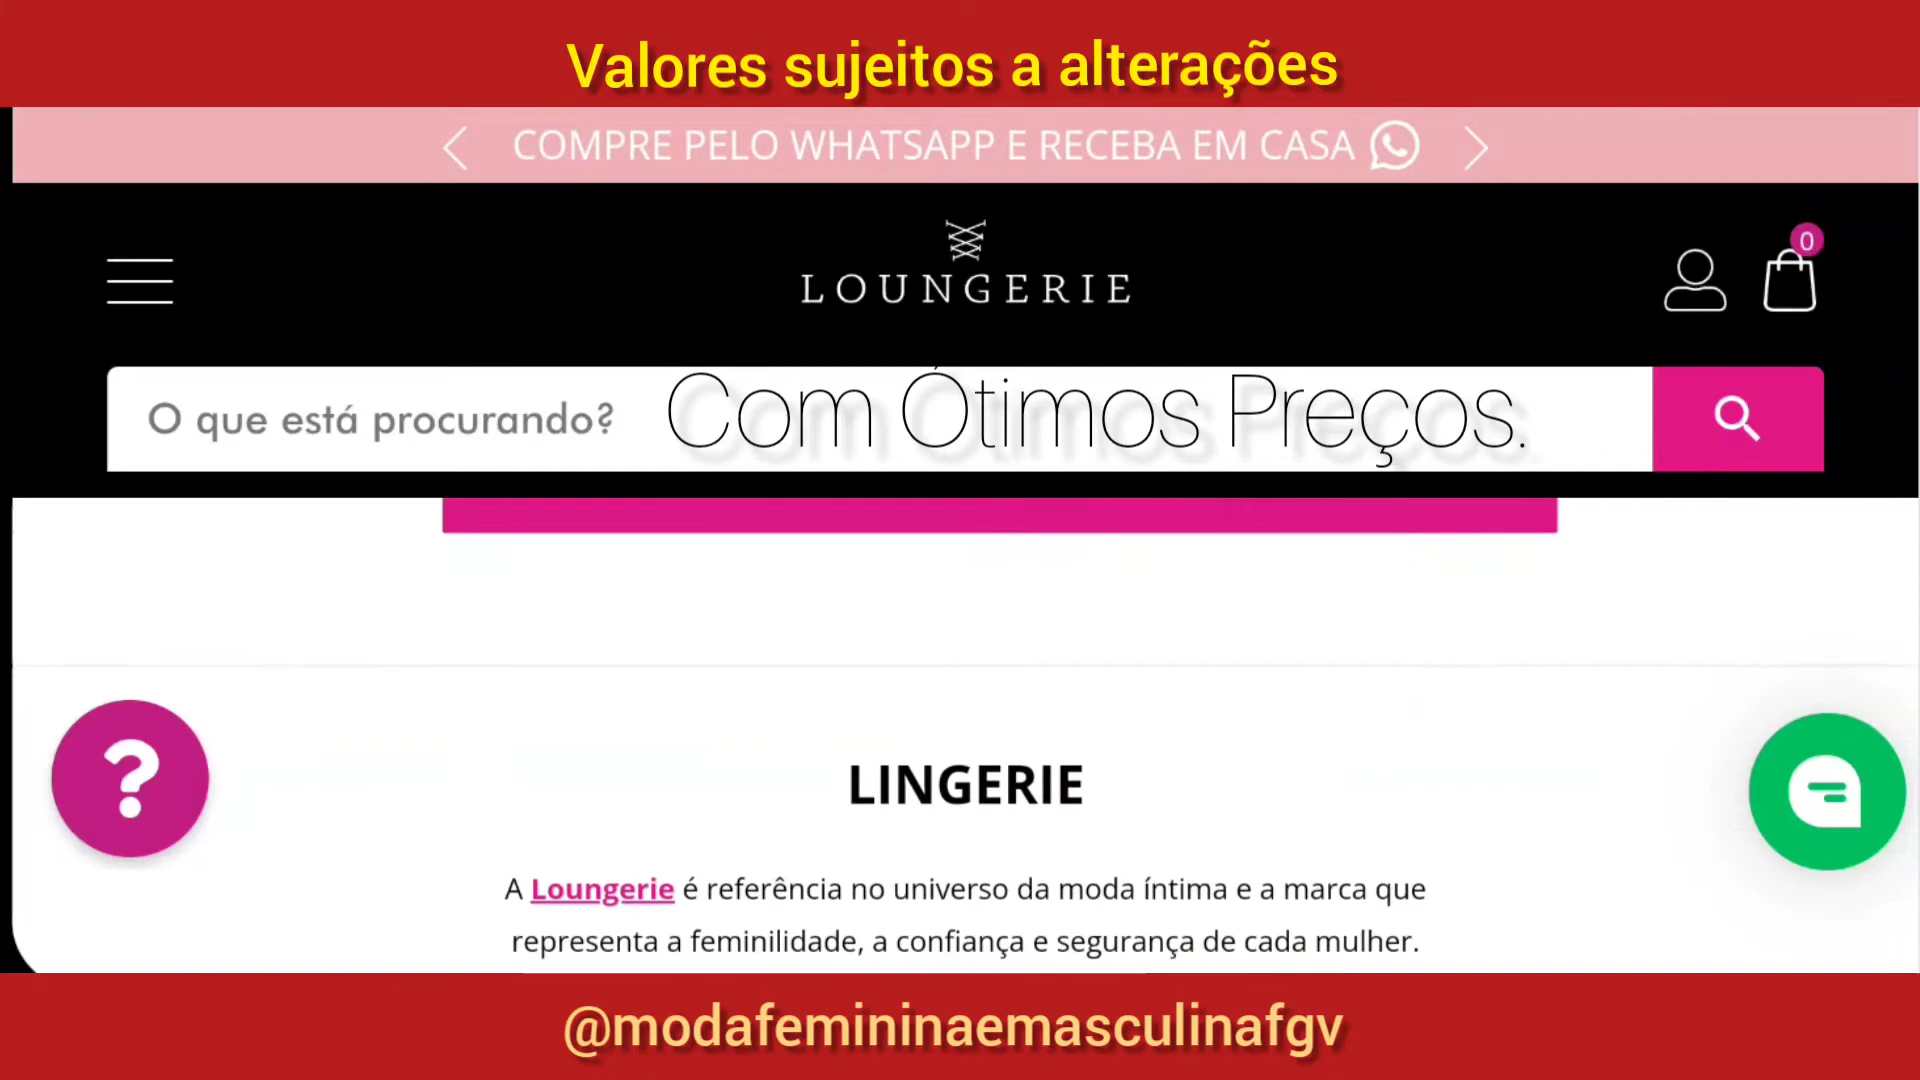 Valores sujeitos a alterações
COMPRE PELO WHATSAPP E RECEBA EM CASA
0
LOUNGERIE
O que está procurando? Com Ótimos Preços.
?
LINGERIE
A Loungerie é referência no universo da moda íntima e a marca que
representa a feminilidade, a confiança e segurança de cada mulher.
@modafemininaemasculinafgv